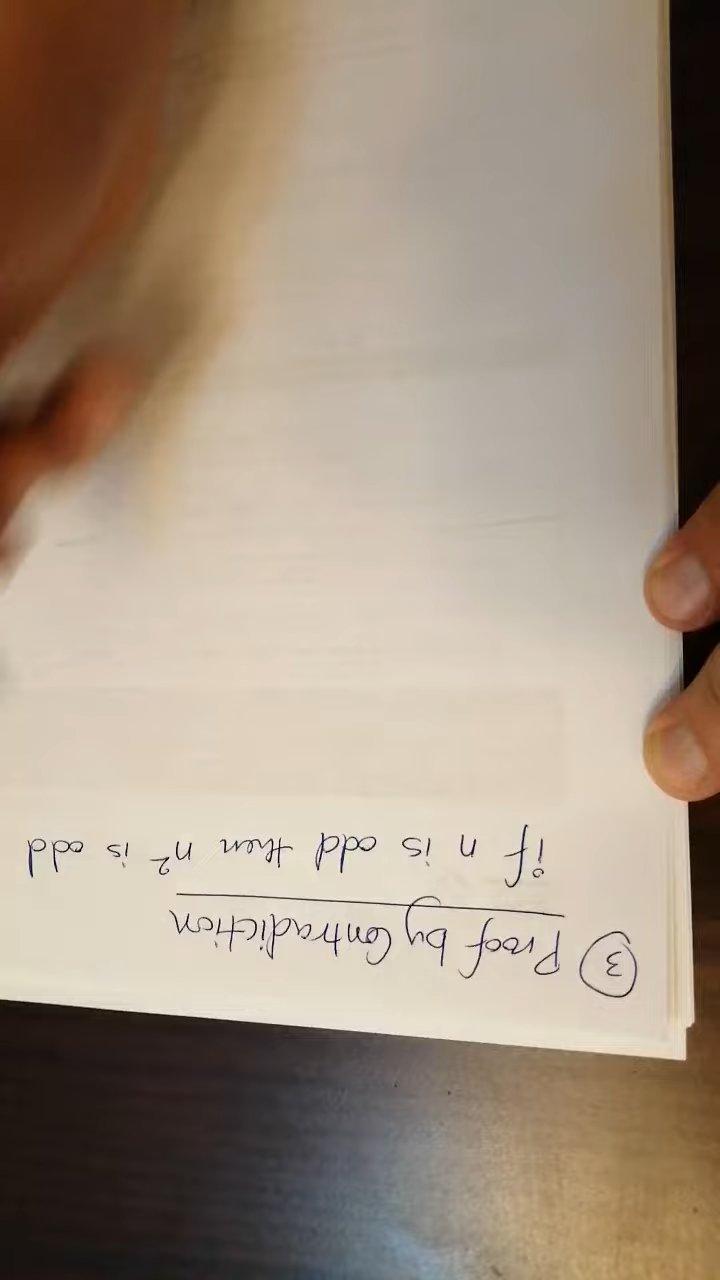 ③ Proof by Contradiction
if n is odd then n² is odd